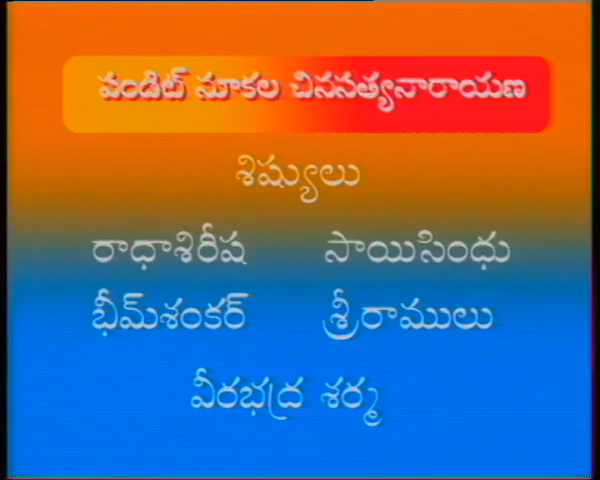 పండిట్ నూకల చినసత్యనారాయణ
శిష్యులు
రాధాశిరీష సాయిసింధు
భీమ్‌శంకర్ శ్రీరాములు
వీరభద్ర శర్మ